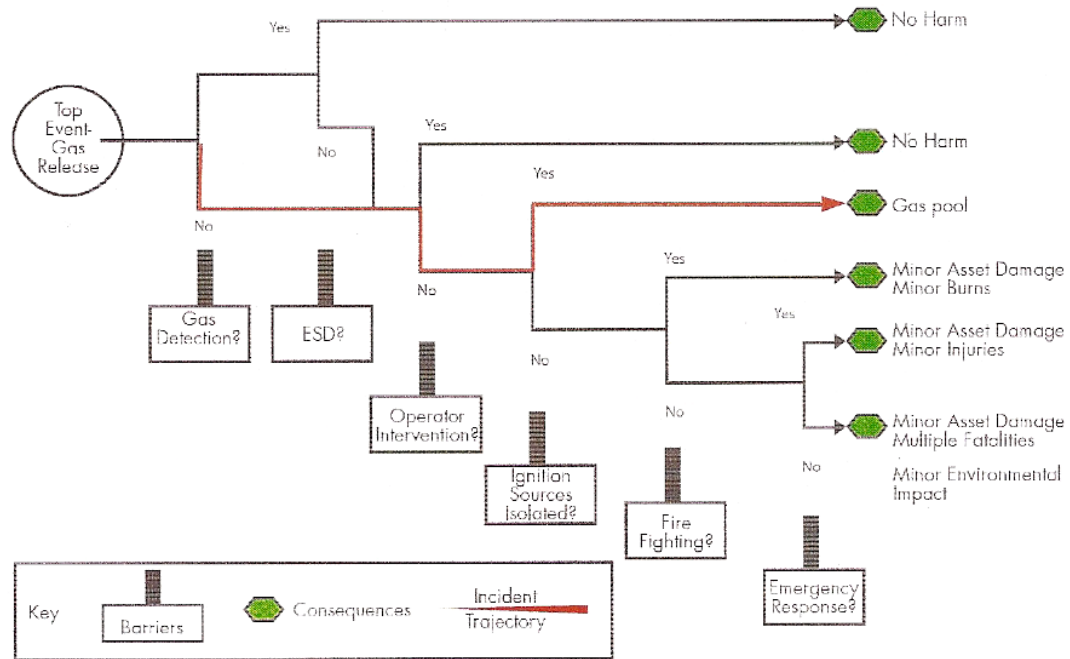 Yes
No Harm
Top
Event-
Gas
Release
No
Yes
No Harm
Yes
Gas pool
No
No
Yes
Minor Asset Damage
Minor Burns
Gas
Detection?
ESD?
Yes
Minor Asset Damage
Minor Injuries
No
Operator
Intervention?
No
Minor Asset Damage
Multiple Fatalities
No
Minor Environmental
Impact
Ignition
Sources
Isolated?
Fire
Fighting?
Emergency
Response?
Key
Barriers
Consequences
Incident
Trajectory